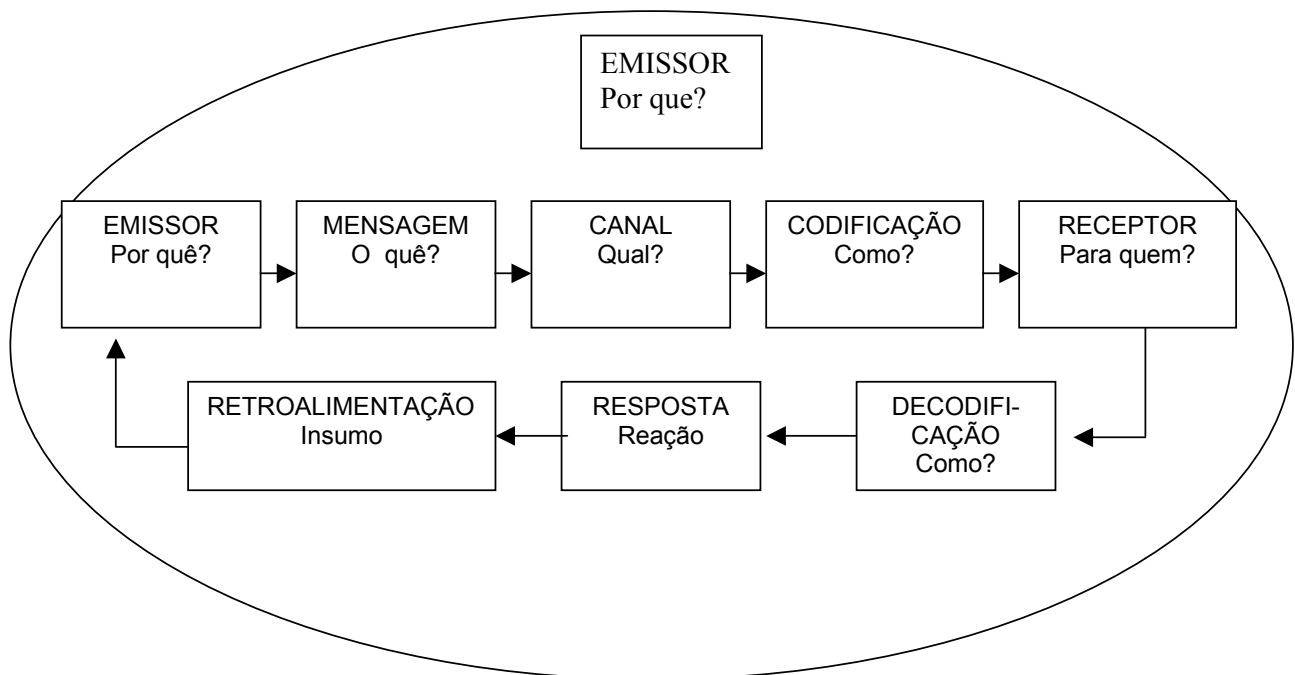 EMISSOR
Por que?
EMISSOR
Por quê?
MENSAGEM
O quê?
CANAL
Qual?
CODIFICAÇÃO
Como?
RECEPTOR
Para quem?
RETROALIMENTAÇÃO
Insumo
RESPOSTA
Reação
DECODIFI-
CAÇÃO
Como?